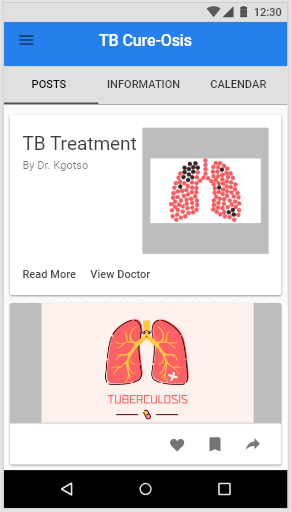 12:30
TB Cure-Osis
POSTS INFORMATION CALENDAR
TB Treatment
By Dr. Kgotso
Read More View Doctor
TUBERCULOSIS